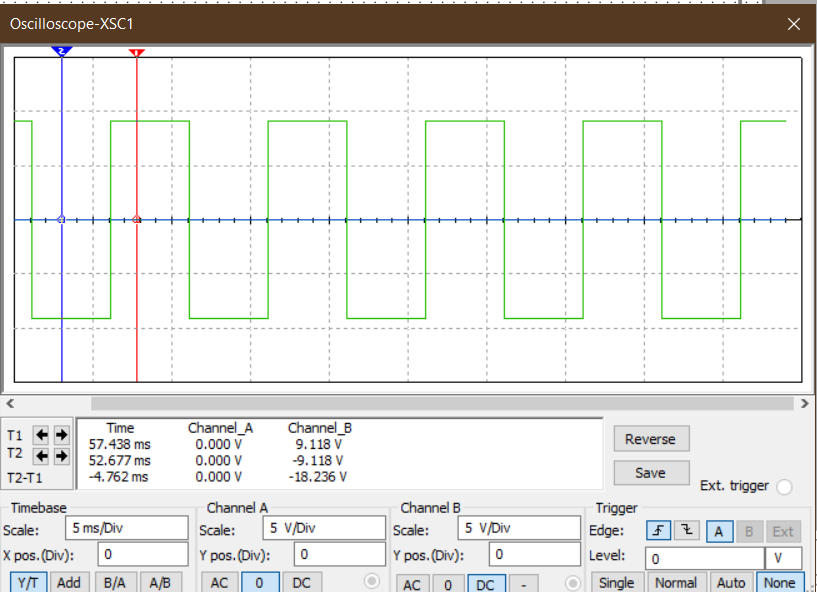 Oscilloscope-XSC1
2 1
Time Channel_A Channel_B
T1 57.438 ms 0.000 V 9.118 V
T2 52.677 ms 0.000 V -9.118 V
T2-T1 -4.762 ms 0.000 V -18.236 V
Reverse
Save
Ext. trigger
Timebase Channel A Channel B Trigger
Scale: 5 ms/Div Scale: 5 V/Div Scale: 5 V/Div Edge: A B Ext
X pos.(Div): 0 Y pos.(Div): 0 Y pos.(Div): 0 Level: 0 V
Y/T Add B/A A/B AC 0 DC AC 0 DC - Single Normal Auto None